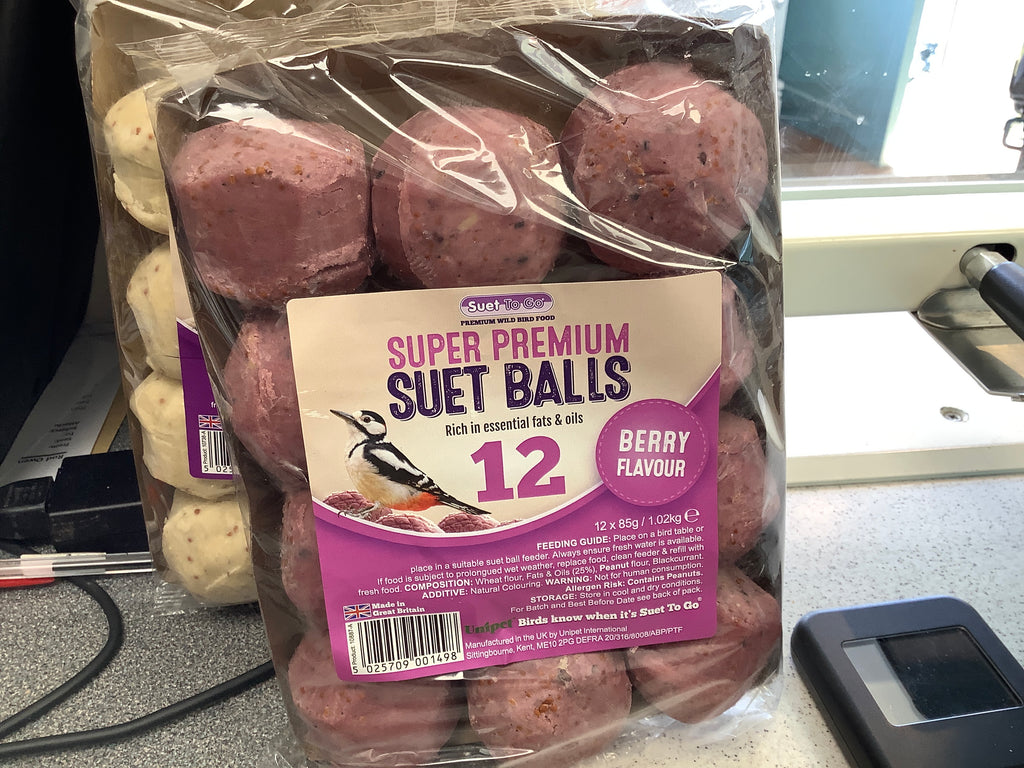 Suet To Go
PREMIUM WILD BIRD FOOD
SUPER PREMIUM
SUET BALLS
Rich in essential fats & oils
12
BERRY
FLAVOUR
12 x 85g / 1.02kg ℮
FEEDING GUIDE: Place on a bird table or
place in a suitable suet ball feeder. Always ensure fresh water is available.
If food is subject to prolonged wet weather, replace food, clean feeder & refill with
fresh food. COMPOSITION: Wheat flour, Fats & Oils (25%), Peanut flour, Blackcurrant.
ADDITIVE: Natural Colouring. WARNING: Not for human consumption.
Allergen Risk: Contains Peanuts.
STORAGE: Store in cool and dry conditions.
For Batch and Best Before Date see back of pack.
Made in
Great Britain
Unipet Birds know when it's Suet To Go®
Manufactured in the UK by Unipet International
Sittingbourne, Kent, ME10 2PG DEFRA 20/316/8008/ABP/PTF
5 025709 001498